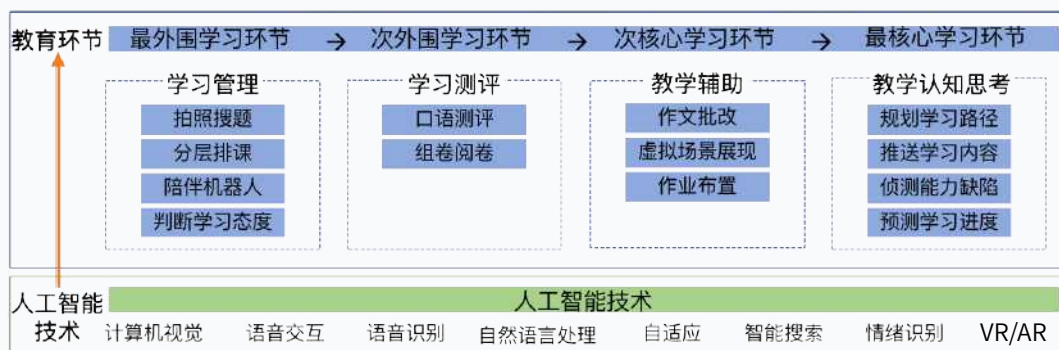 教育环节 最外围学习环节 → 次外围学习环节 → 次核心学习环节 → 最核心学习环节
学习管理 学习测评 教学辅助 教学认知思考
拍照搜题 口语测评 作文批改 规划学习路径
分层排课 组卷阅卷 虚拟场景展现 推送学习内容
陪伴机器人 作业布置 侦测能力缺陷
判断学习态度 预测学习进度
人工智能技术
人工智能技术
计算机视觉 语音交互 语音识别 自然语言处理 自适应 智能搜索 情绪识别 VR/AR